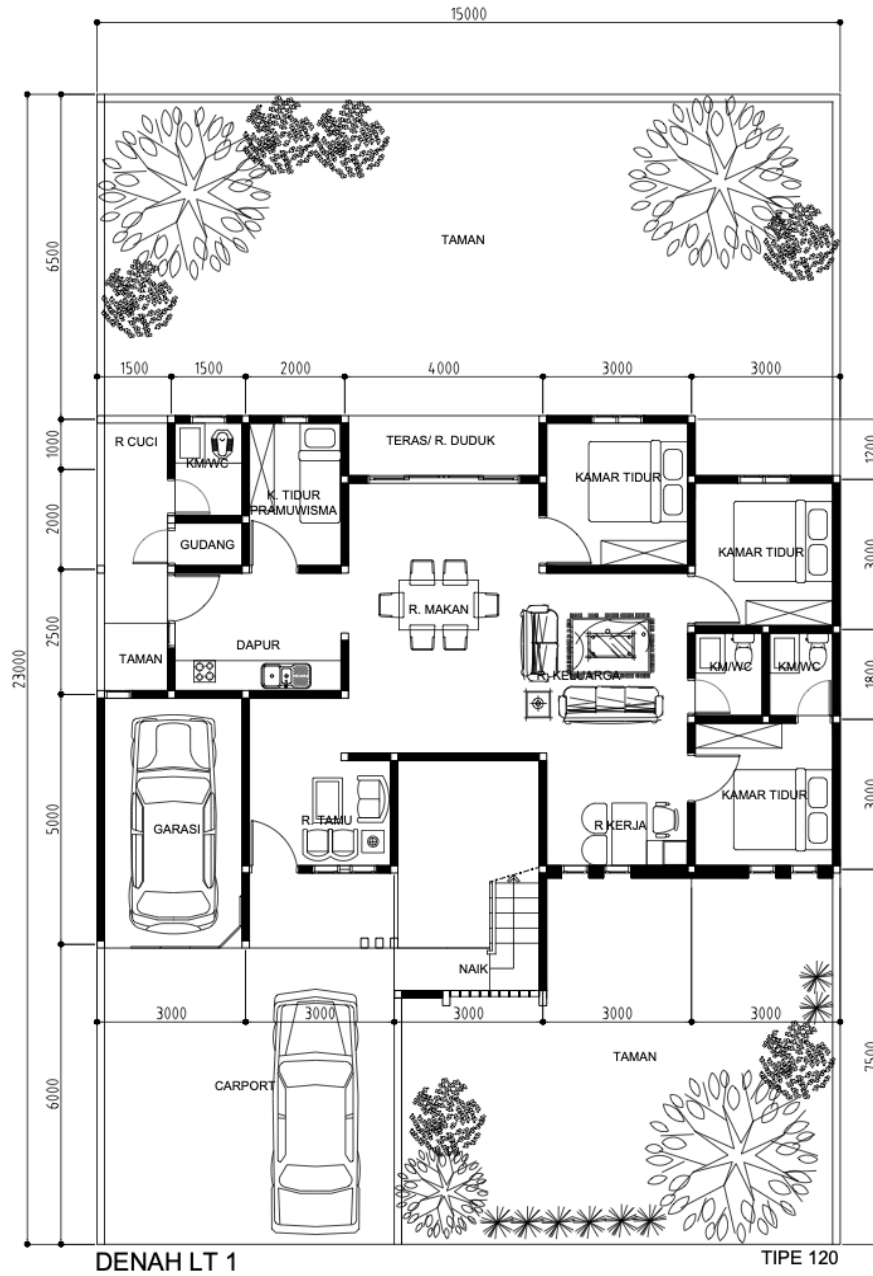 15000
6500
TAMAN
1500
1500
2000
4000
3000
3000
1000
R CUCI
KM/WC
K. TIDUR
PRAMUWISMA
TERAS/ R. DUDUK
KAMAR TIDUR
1200
2000
GUDANG
KAMAR TIDUR
3000
23000
2500
TAMAN
DAPUR
R. MAKAN
R. KELUARGA
KM/WC
KM/WC
1800
5000
GARASI
R. TAMU
R KERJA
KAMAR TIDUR
3000
NAIK
3000
3000
3000
3000
3000
6000
CARPORT
TAMAN
7500
DENAH LT 1
TIPE 120